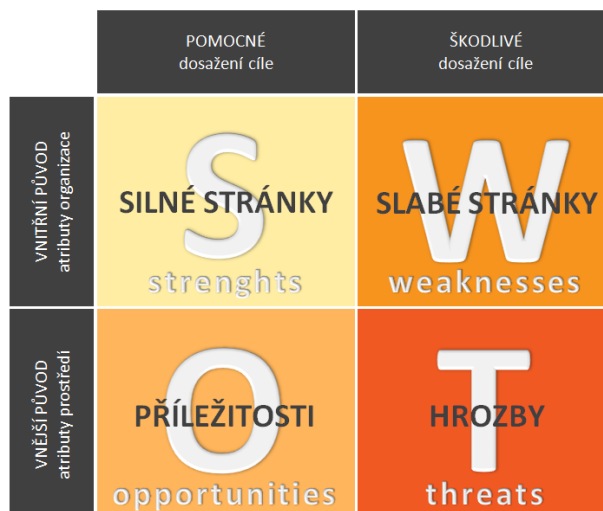 POMOCNÉ
dosažení cíle
ŠKODLIVÉ
dosažení cíle
VNITŘNÍ PŮVOD
atributy organizace
S
SILNÉ STRÁNKY
strenghts
W
SLABÉ STRÁNKY
weaknesses
VNĚJŠÍ PŮVOD
atributy prostředí
O
PŘÍLEŽITOSTI
opportunities
T
HROZBY
threats